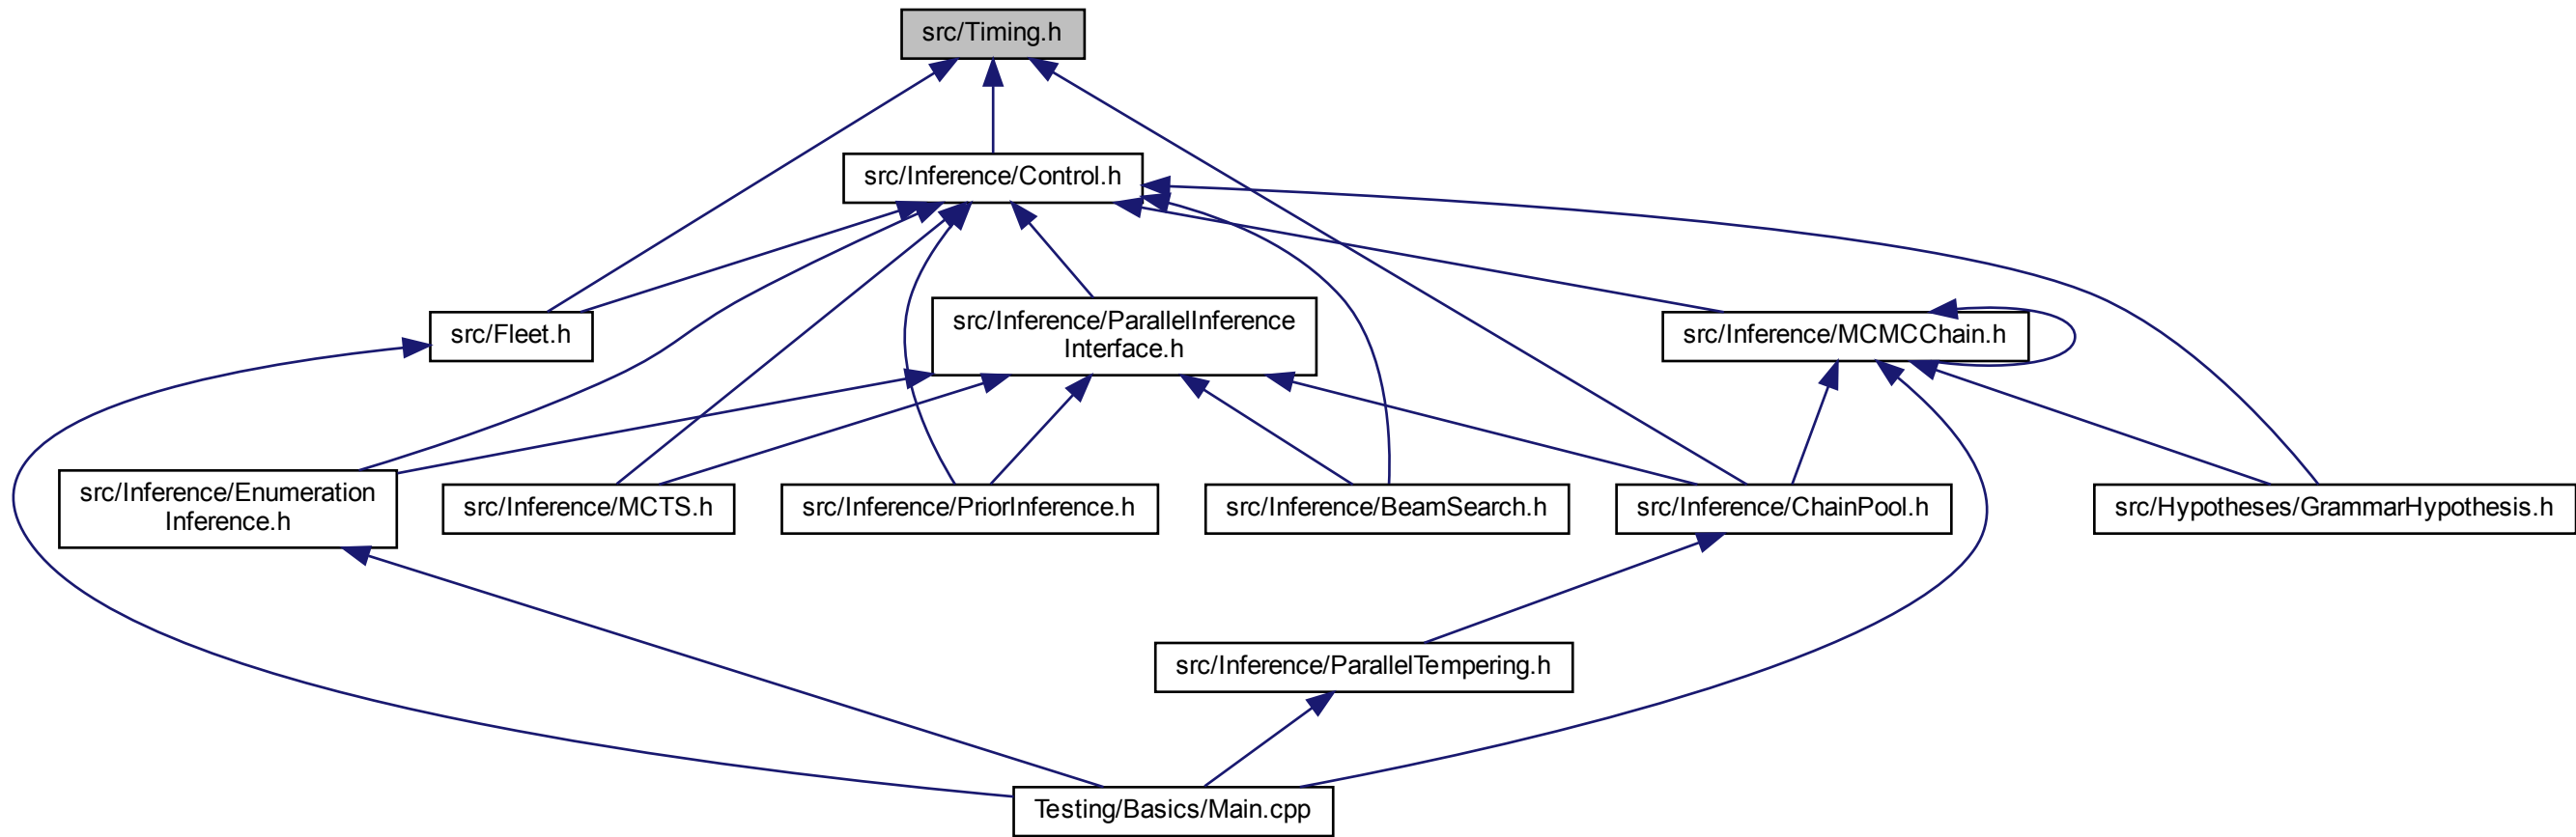 src/Timing.h
src/Inference/Control.h
src/Fleet.h
src/Inference/ParallelInference
Interface.h
src/Inference/MCMCChain.h
src/Inference/Enumeration
Inference.h
src/Inference/MCTS.h
src/Inference/PriorInference.h
src/Inference/BeamSearch.h
src/Inference/ChainPool.h
src/Hypotheses/GrammarHypothesis.h
src/Inference/ParallelTempering.h
Testing/Basics/Main.cpp